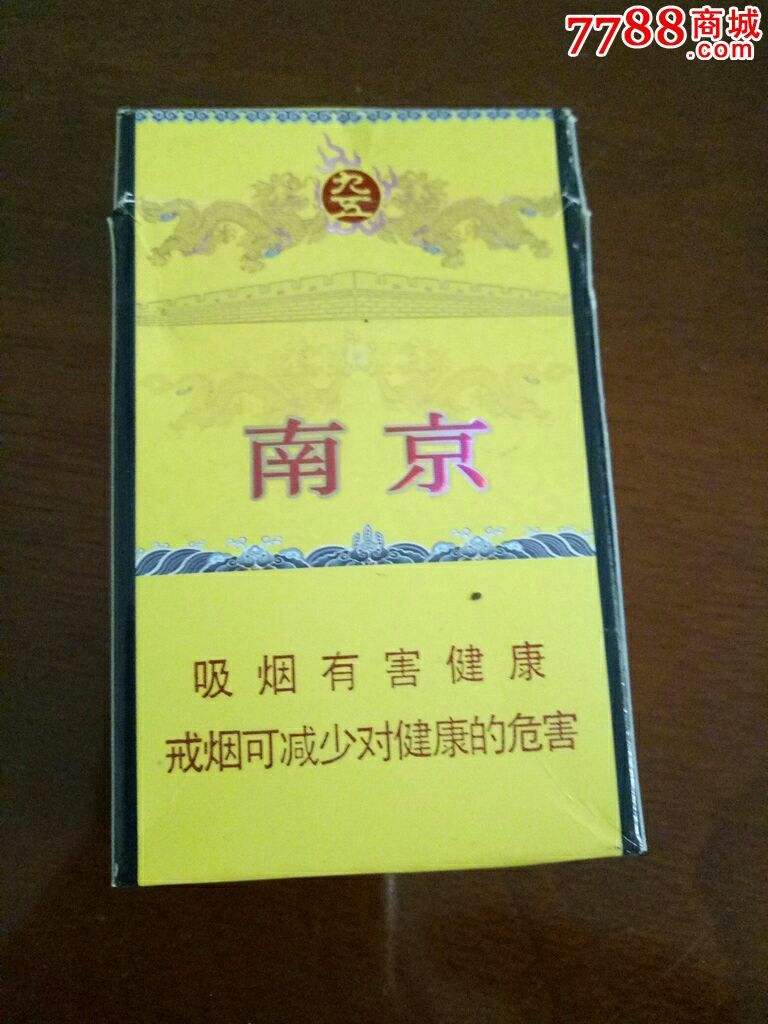 7788商城
.com
九五
南京
吸烟有害健康
戒烟可减少对健康的危害